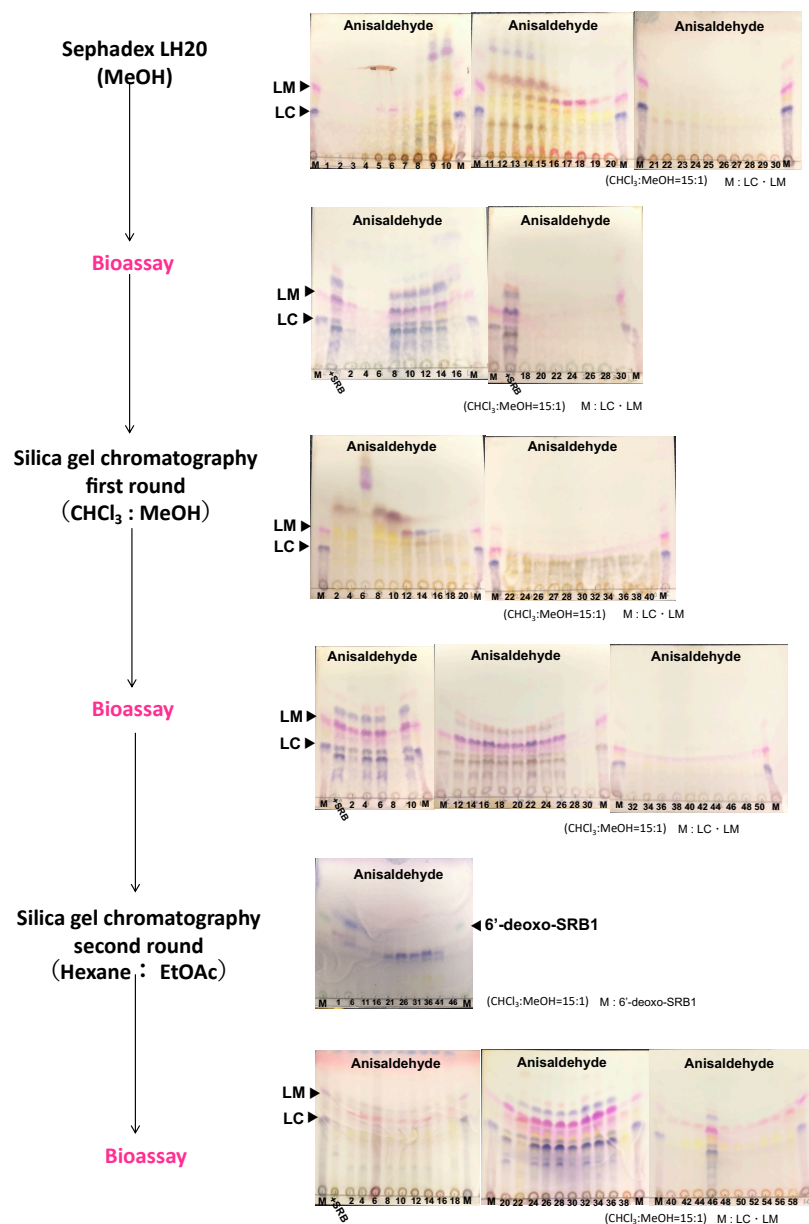 Sephadex LH20
(MeOH)
Anisaldehyde Anisaldehyde Anisaldehyde
LM
LC
M 1 2 3 4 5 6 7 8 9 10 M
M 11 12 13 14 15 16 17 18 19 20 M
M 21 22 23 24 25 26 27 28 29 30 M
(CHCl₃:MeOH=15:1) M : LC・LM
Bioassay
Anisaldehyde Anisaldehyde
LM
LC
M +SRB 2 4 6 8 10 12 14 16 M
M +SRB 18 20 22 24 26 28 30 M
(CHCl₃:MeOH=15:1) M : LC・LM
Silica gel chromatography
first round
（CHCl₃ : MeOH）
Anisaldehyde Anisaldehyde
LM
LC
M 2 4 6 8 10 12 14 16 18 20 M
M 22 24 26 27 28 30 32 34 36 38 40 M
(CHCl₃:MeOH=15:1) M : LC・LM
Bioassay
Anisaldehyde Anisaldehyde Anisaldehyde
LM
LC
M +SRB 2 4 6 8 10 M
M 12 14 16 18 20 22 24 26 28 30 M
M 32 34 36 38 40 42 44 46 48 50 M
(CHCl₃:MeOH=15:1) M : LC・LM
Silica gel chromatography
second round
（Hexane： EtOAc）
Anisaldehyde
6’-deoxo-SRB1
M 1 6 11 16 21 26 31 36 41 46 M
(CHCl₃:MeOH=15:1) M : 6’-deoxo-SRB1
Bioassay
Anisaldehyde Anisaldehyde Anisaldehyde
LM
LC
M +SRB 2 4 6 8 10 12 14 16 18 M
M 20 22 24 26 28 30 32 34 36 38 M
M 40 42 44 46 48 50 52 54 56 58
(CHCl₃:MeOH=15:1) M : LC・LM